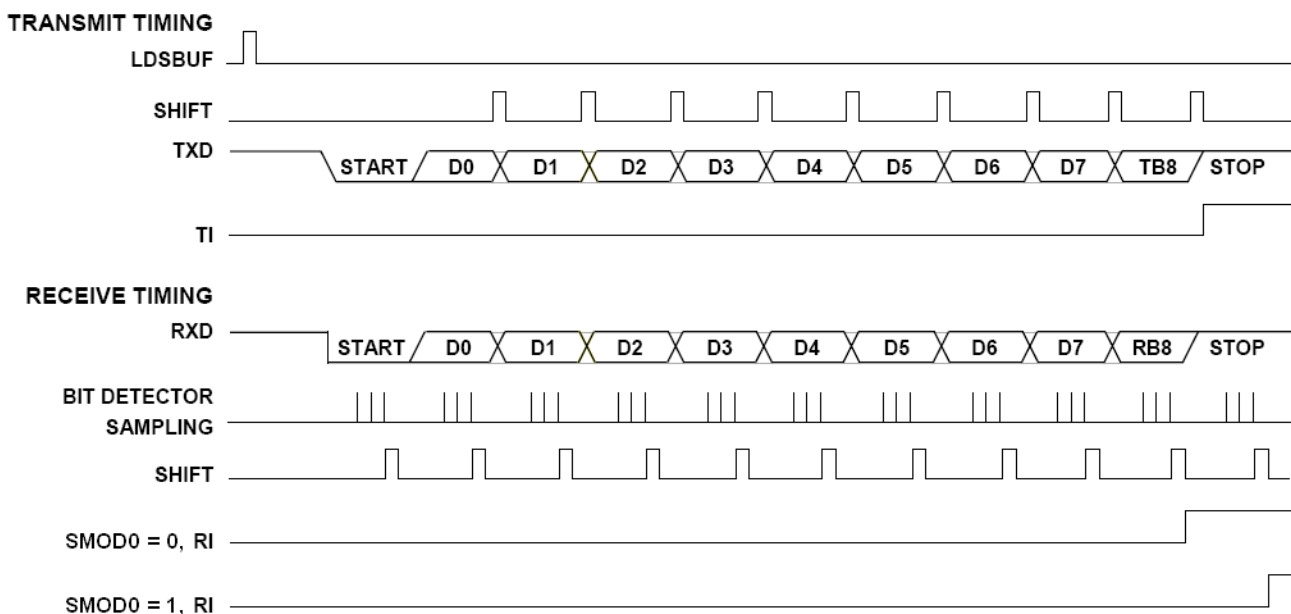 TRANSMIT TIMING
LDSBUF
SHIFT
TXD START D0 D1 D2 D3 D4 D5 D6 D7 TB8 STOP
TI
RECEIVE TIMING
RXD START D0 D1 D2 D3 D4 D5 D6 D7 RB8 STOP
BIT DETECTOR
SAMPLING
SHIFT
SMOD0 = 0, RI
SMOD0 = 1, RI